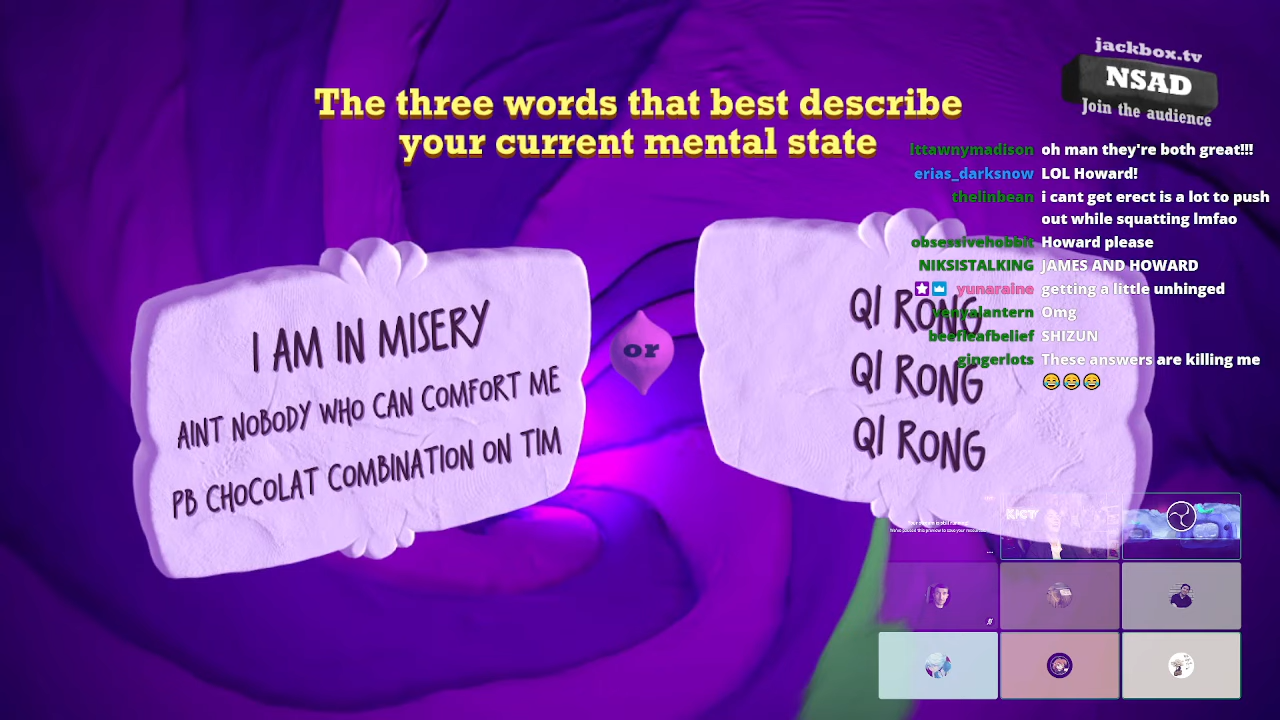 jackbox.tv
NSAD
Join the audience
The three words that best describe
your current mental state
I AM IN MISERY
AINT NOBODY WHO CAN COMFORT ME
PB CHOCOLAT COMBINATION ON TIM
or
QI RONG
QI RONG
QI RONG
lttawnymadison oh man they're both great!!!
erias_darksnow LOL Howard!
thelinbean i cant get erect is a lot to push
out while squatting lmfao
obsessivehobbit Howard please
NIKSISTALKING JAMES AND HOWARD
yunaraine getting a little unhinged
venyalantern Omg
beefleafbelief SHIZUN
gingerlots These answers are killing me
😂😂😂